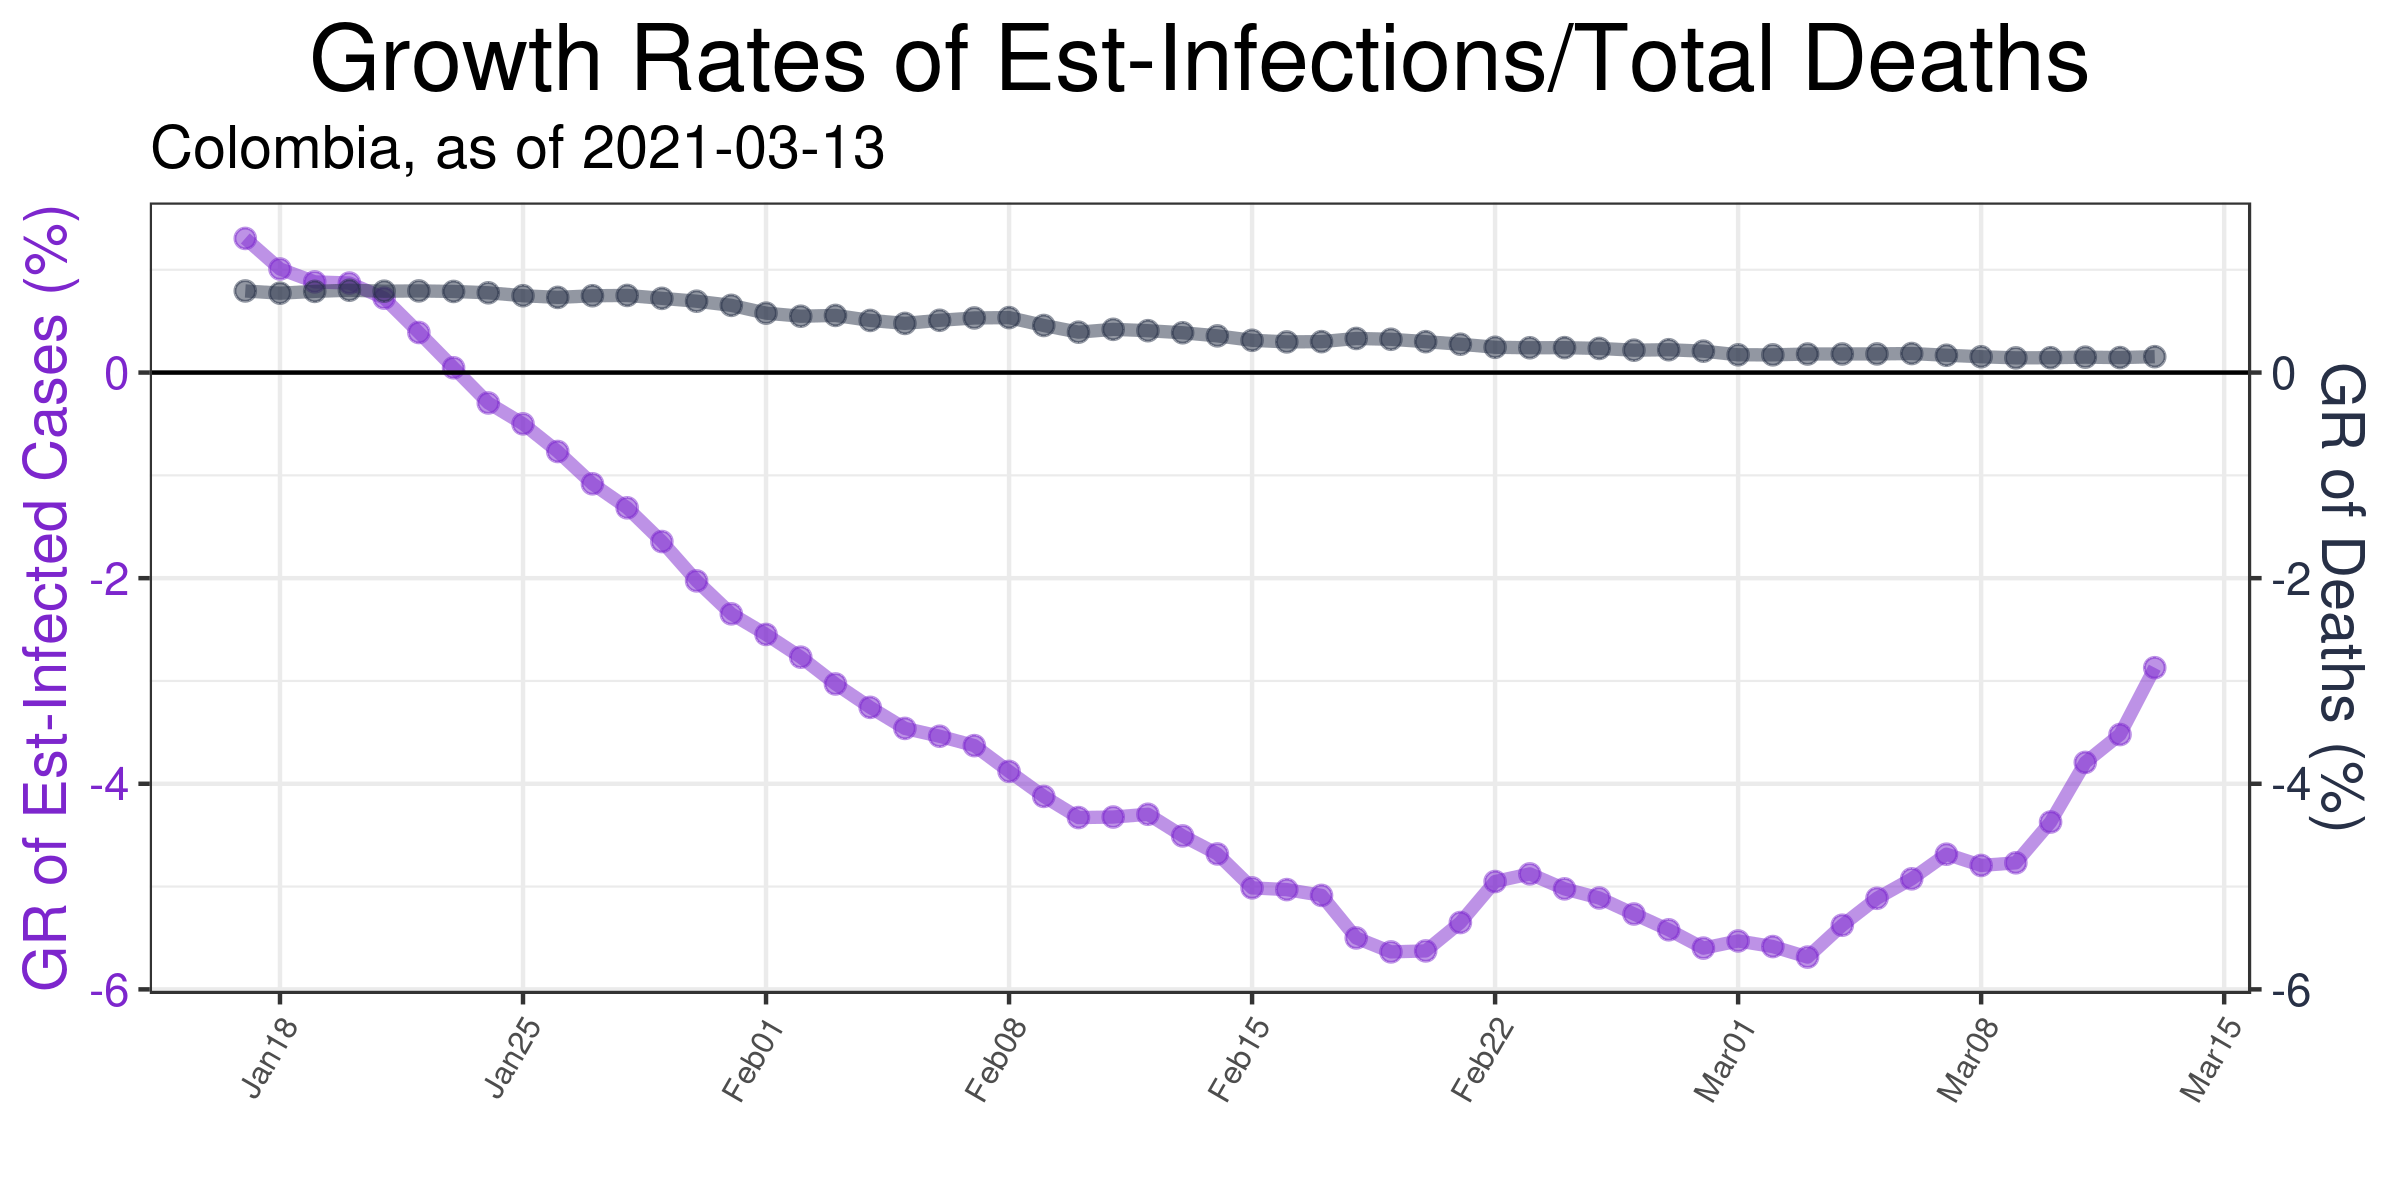 Growth Rates of Est-Infections/Total Deaths
Colombia, as of 2021-03-13
GR of Est-Infected Cases (%)
0
-2
-4
-6
0
-2
-4
-6
GR of Deaths (%)
Jan18
Jan25
Feb01
Feb08
Feb15
Feb22
Mar01
Mar08
Mar15